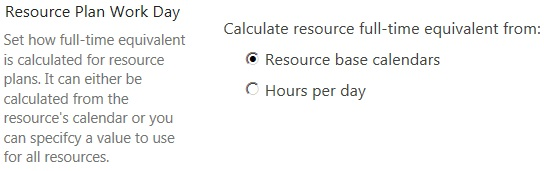 Resource Plan Work Day
Set how full-time equivalent
is calculated for resource
plans. It can either be
calculated from the
resource's calendar or you
can specifcy a value to use
for all resources.
Calculate resource full-time equivalent from:
Resource base calendars
Hours per day